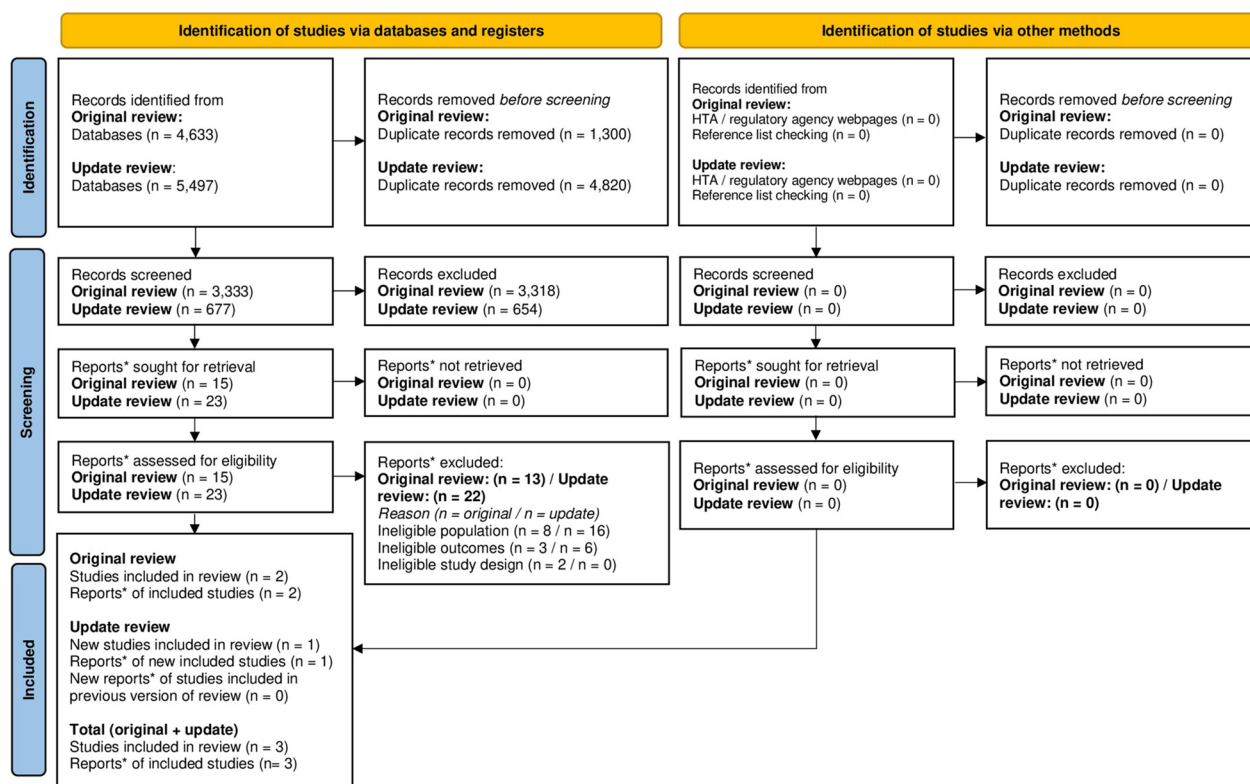 Identification of studies via databases and registers
Identification of studies via other methods
Identification
Records identified from
Original review:
Databases (n = 4,633)
Update review:
Databases (n = 5,497)
Records removed before screening
Original review:
Duplicate records removed (n = 1,300)
Update review:
Duplicate records removed (n = 4,820)
Records identified from
Original review:
HTA / regulatory agency webpages (n = 0)
Reference list checking (n = 0)
Update review:
HTA / regulatory agency webpages (n = 0)
Reference list checking (n = 0)
Records removed before screening
Original review:
Duplicate records removed (n = 0)
Update review:
Duplicate records removed (n = 0)
Screening
Records screened
Original review (n = 3,333)
Update review (n = 677)
Records excluded
Original review (n = 3,318)
Update review (n = 654)
Records screened
Original review (n = 0)
Update review (n = 0)
Records excluded
Original review (n = 0)
Update review (n = 0)
Reports* sought for retrieval
Original review (n = 15)
Update review (n = 23)
Reports* not retrieved
Original review (n = 0)
Update review (n = 0)
Reports* sought for retrieval
Original review (n = 0)
Update review (n = 0)
Reports* not retrieved
Original review (n = 0)
Update review (n = 0)
Reports* assessed for eligibility
Original review (n = 15)
Update review (n = 23)
Reports* excluded:
Original review: (n = 13) / Update
review: (n = 22)
Reason (n = original / n = update)
Ineligible population (n = 8 / n = 16)
Ineligible outcomes (n = 3 / n = 6)
Ineligible study design (n = 2 / n = 0)
Reports* assessed for eligibility
Original review (n = 0)
Update review (n = 0)
Reports* excluded:
Original review: (n = 0) / Update
review: (n = 0)
Included
Original review
Studies included in review (n = 2)
Reports* of included studies (n = 2)
Update review
New studies included in review (n = 1)
Reports* of new included studies (n = 1)
New reports* of studies included in
previous version of review (n = 0)
Total (original + update)
Studies included in review (n = 3)
Reports* of included studies (n= 3)